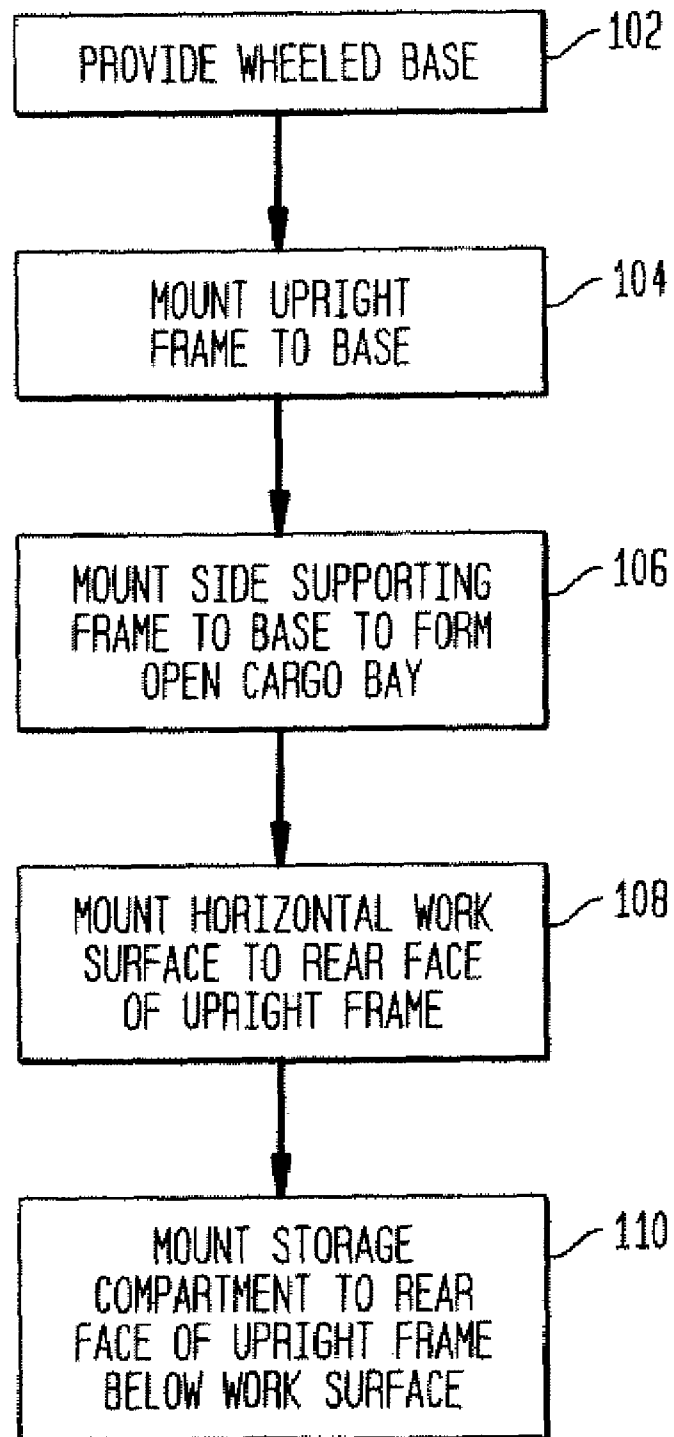 PROVIDE WHEELED BASE
102
MOUNT UPRIGHT
FRAME TO BASE
104
MOUNT SIDE SUPPORTING
FRAME TO BASE TO FORM
OPEN CARGO BAY
106
MOUNT HORIZONTAL WORK
SURFACE TO REAR FACE
OF UPRIGHT FRAME
108
MOUNT STORAGE
COMPARTMENT TO REAR
FACE OF UPRIGHT FRAME
BELOW WORK SURFACE
110